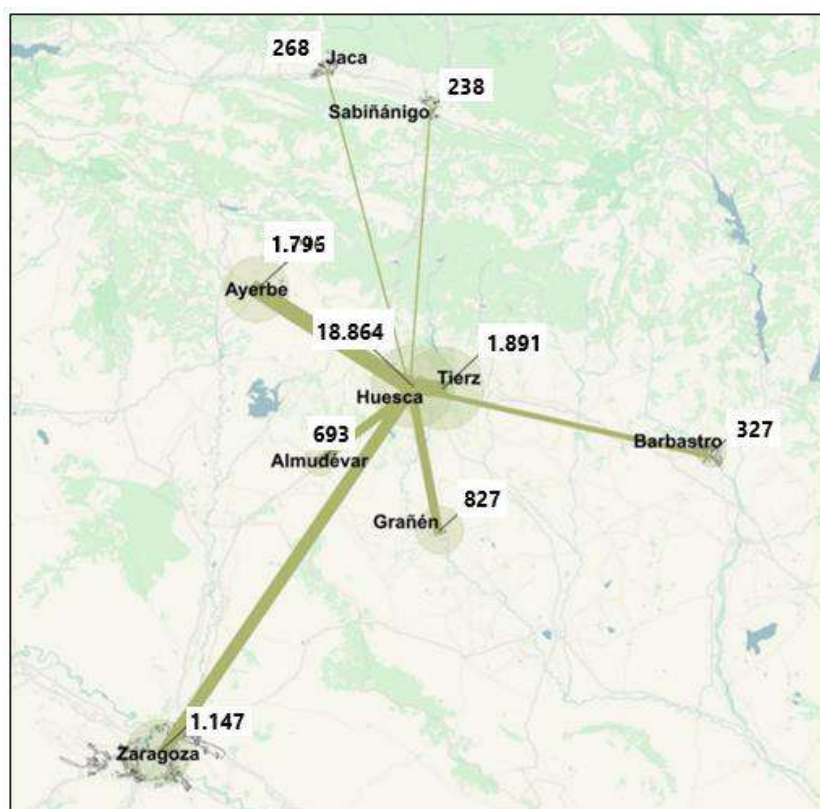 268
Jaca
238
Sabiñánigo
1.796
Ayerbe
18.864
1.891
Tierz
Huesca
693
Almudévar
327
Barbastro
827
Grañén
1.147
Zaragoza